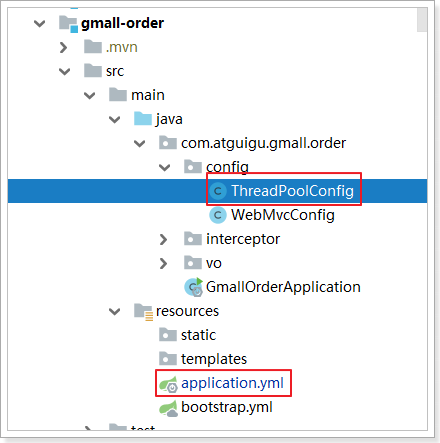 gmall-order
.mvn
src
main
java
com.atguigu.gmall.order
config
ThreadPoolConfig
WebMvcConfig
interceptor
vo
GmallOrderApplication
resources
static
templates
application.yml
bootstrap.yml
test